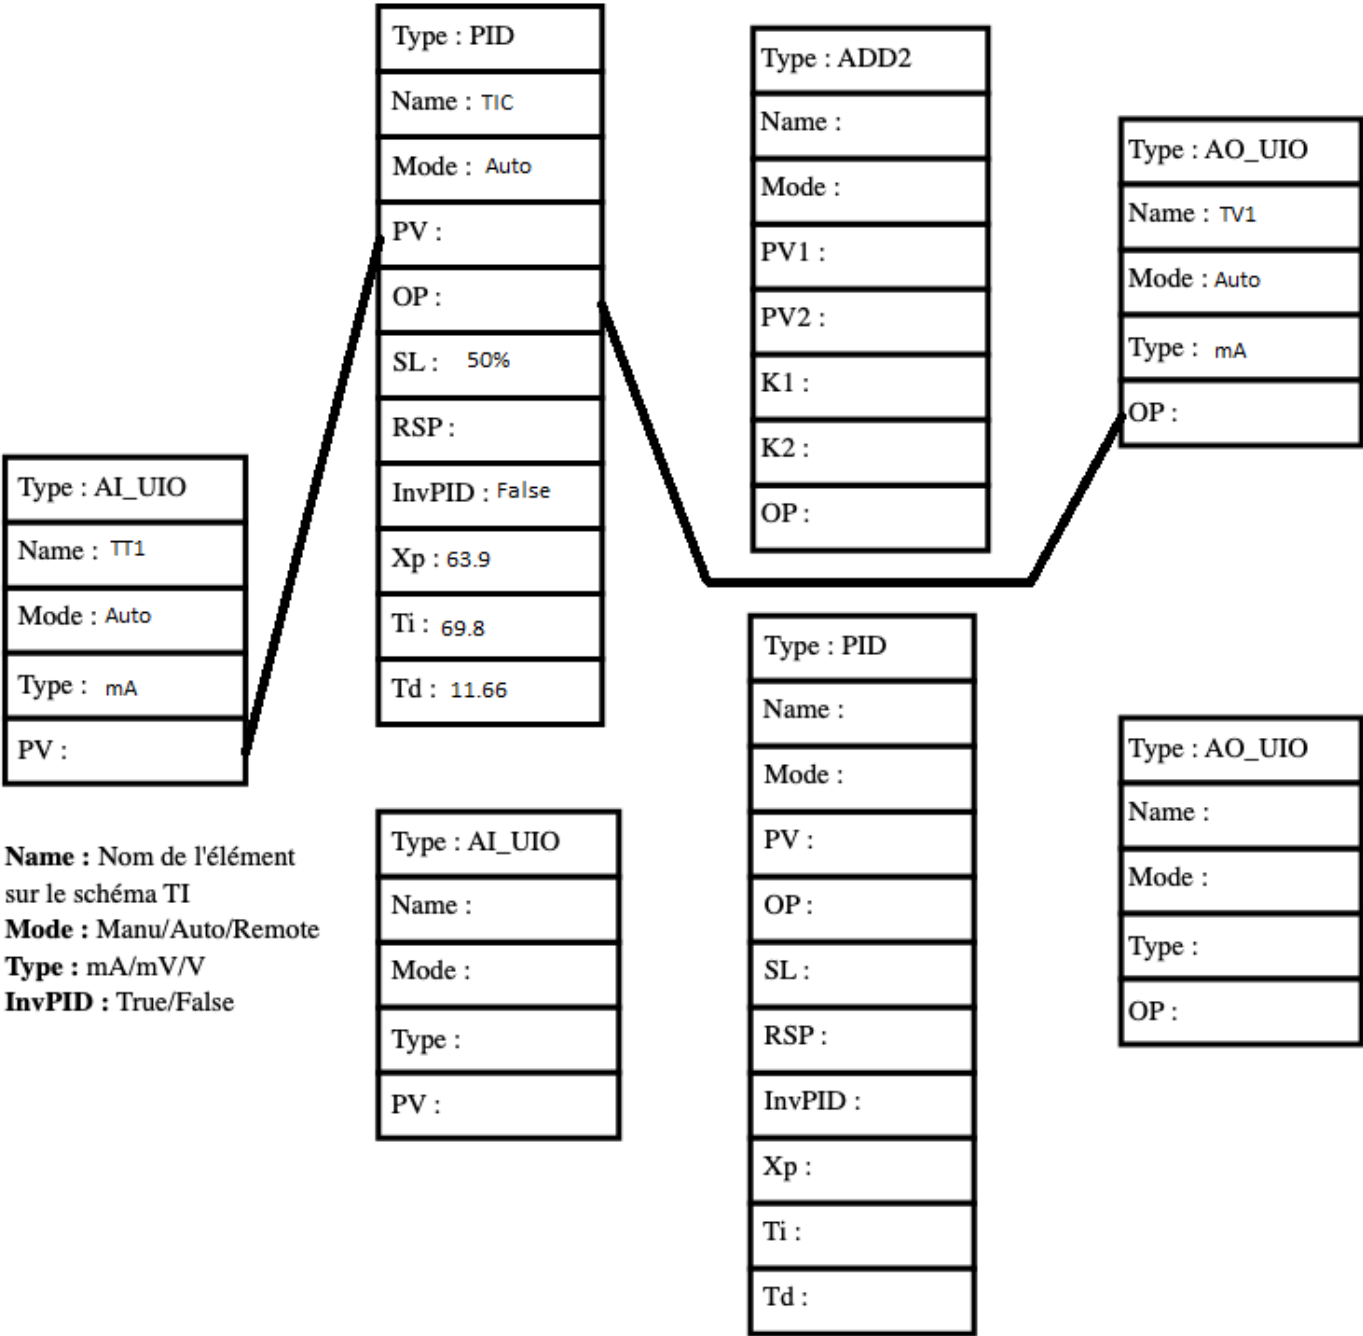 Type : PID
Name : TIC
Mode : Auto
PV :
OP :
SL : 50%
RSP :
InvPID : False
Xp : 63.9
Ti : 69.8
Td : 11.66
Type : ADD2
Name :
Mode :
PV1 :
PV2 :
K1 :
K2 :
OP :
Type : AO_UIO
Name : TV1
Mode : Auto
Type : mA
OP :
Type : AI_UIO
Name : TT1
Mode : Auto
Type : mA
PV :
Name : Nom de l'élément
sur le schéma TI
Mode : Manu/Auto/Remote
Type : mA/mV/V
InvPID : True/False
Type : AI_UIO
Name :
Mode :
Type :
PV :
Type : PID
Name :
Mode :
PV :
OP :
SL :
RSP :
InvPID :
Xp :
Ti :
Td :
Type : AO_UIO
Name :
Mode :
Type :
OP :